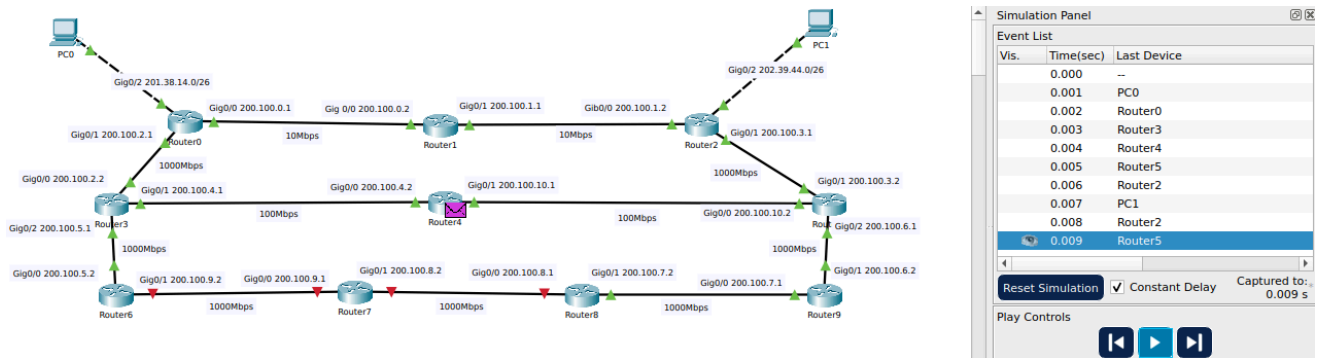 PC0
PC1
Gig0/2 201.38.14.0/26
Gig0/2 202.39.44.0/26
Gig0/0 200.100.0.1
Gig 0/0 200.100.0.2
Gig0/1 200.100.1.1
Gib0/0 200.100.1.2
Gig0/1 200.100.2.1
Router0
10Mbps
Router1
10Mbps
Router2
Gig0/1 200.100.3.1
1000Mbps
1000Mbps
Gig0/0 200.100.2.2
Gig0/1 200.100.4.1
Gig0/0 200.100.4.2
Gig0/1 200.100.10.1
Gig0/1 200.100.3.2
Router3
100Mbps
Router4
100Mbps
Gig0/0 200.100.10.2
Rout
Gig0/2 200.100.5.1
Gig0/2 200.100.6.1
1000Mbps
1000Mbps
Gig0/0 200.100.5.2
Gig0/1 200.100.9.2
Gig0/0 200.100.9.1
Gig0/1 200.100.8.2
Gig0/0 200.100.8.1
Gig0/1 200.100.7.2
Gig0/0 200.100.7.1
Gig0/1 200.100.6.2
Router6
1000Mbps
Router7
1000Mbps
Router8
1000Mbps
Router9
Simulation Panel
Event List
Vis. Time(sec) Last Device
0.000 --
0.001 PC0
0.002 Router0
0.003 Router3
0.004 Router4
0.005 Router5
0.006 Router2
0.007 PC1
0.008 Router2
0.009 Router5
Reset Simulation Constant Delay Captured to:
0.009 s
Play Controls